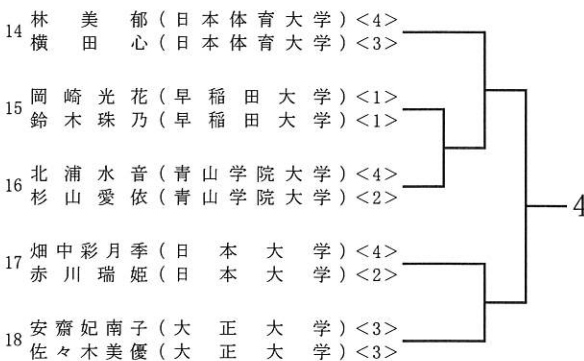 14
林美郁(日本体育大学)<4>
横田心(日本体育大学)<3>
15
岡崎光花(早稲田大学)<1>
鈴木珠乃(早稲田大学)<1>
16
北浦水音(青山学院大学)<4>
杉山愛依(青山学院大学)<2>
4
17
畑中彩月季(日本大学)<4>
赤川瑞姫(日本大学)<2>
18
安齋妃南子(大正大学)<3>
佐々木美優(大正大学)<3>